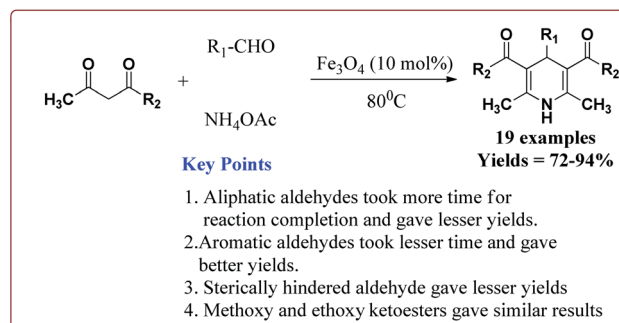 O
O
H₃C
R₂
+
R₁-CHO
NH₄OAc
Fe₃O₄ (10 mol%)
80⁰C
O
R₁
O
R₂
R₂
H₃C
N
H
CH₃
19 examples
Yields = 72-94%
Key Points
1. Aliphatic aldehydes took more time for
reaction completion and gave lesser yields.
2.Aromatic aldehydes took lesser time and gave
better yields.
3. Sterically hindered aldehyde gave lesser yields
4. Methoxy and ethoxy ketoesters gave similar results